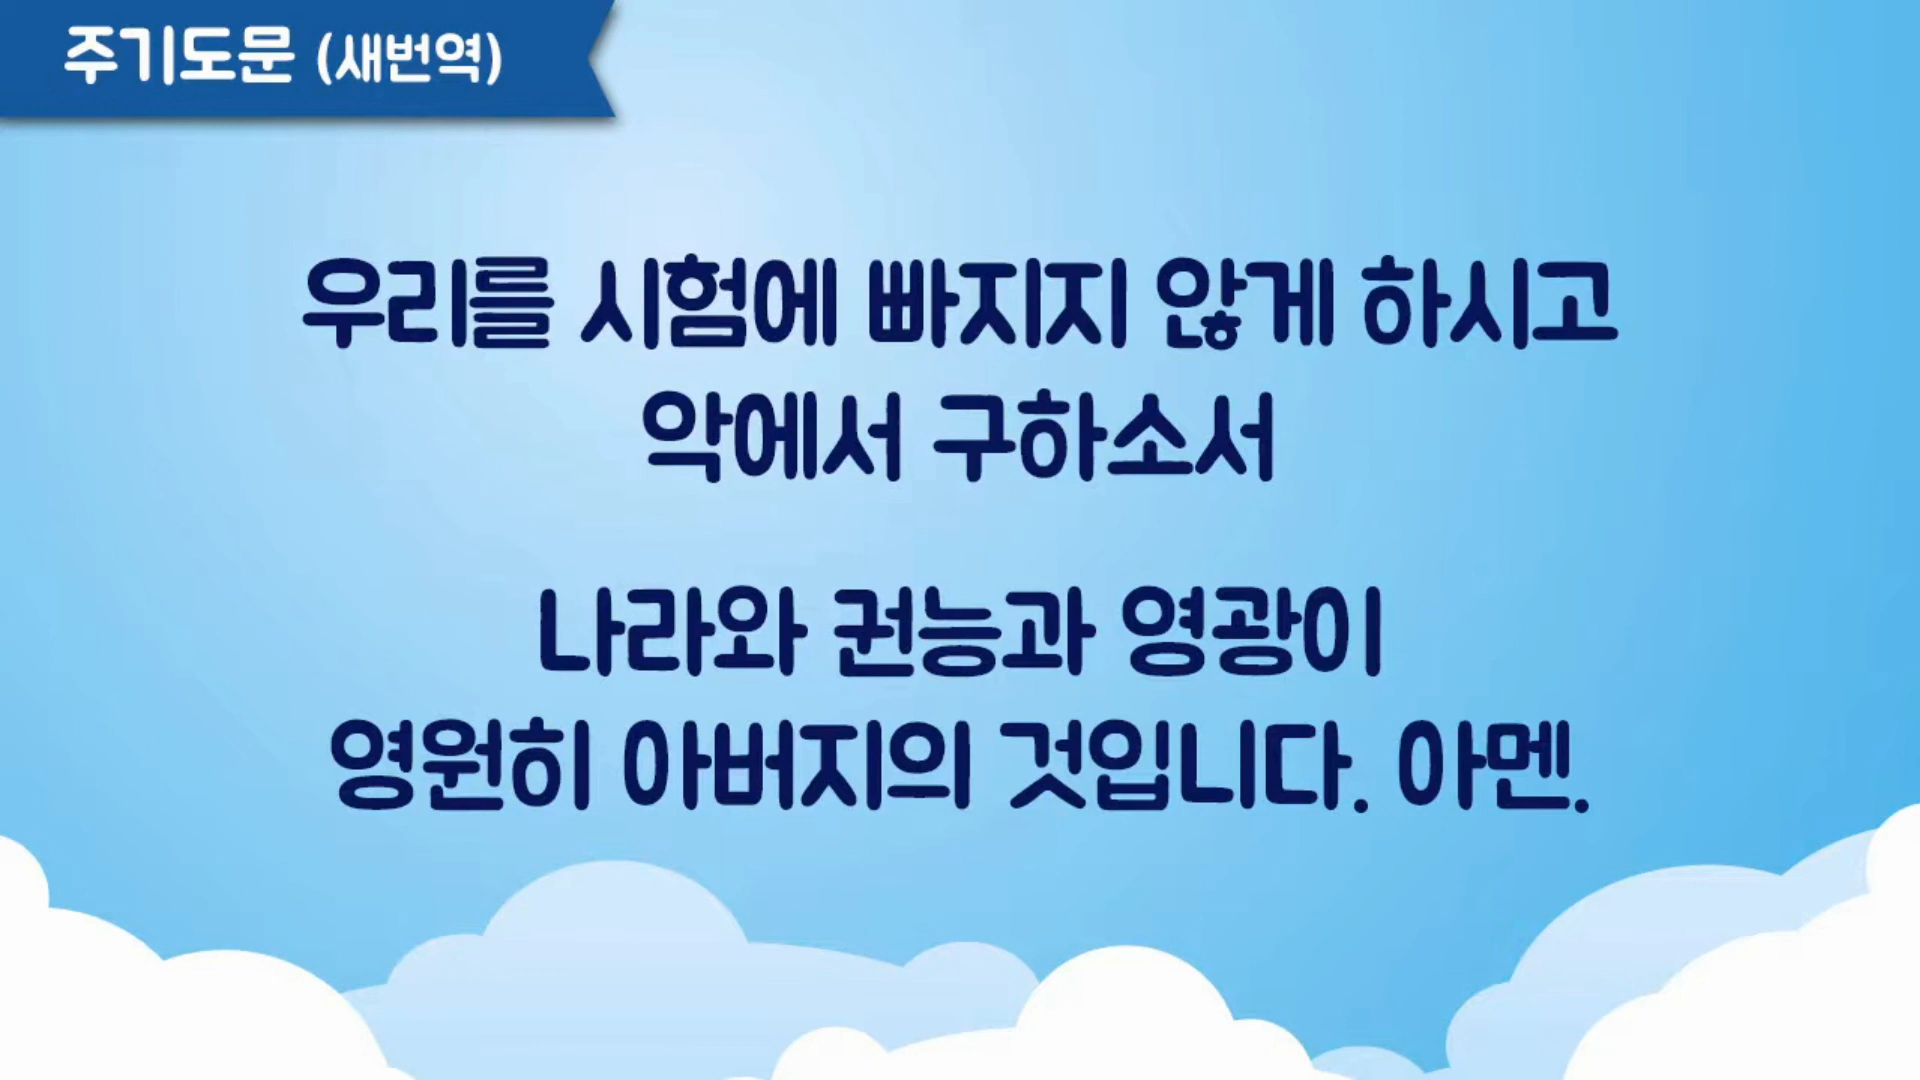 주기도문 (새번역)
우리를 시험에 빠지지 않게 하시고
악에서 구하소서
나라와 권능과 영광이
영원히 아버지의 것입니다. 아멘.